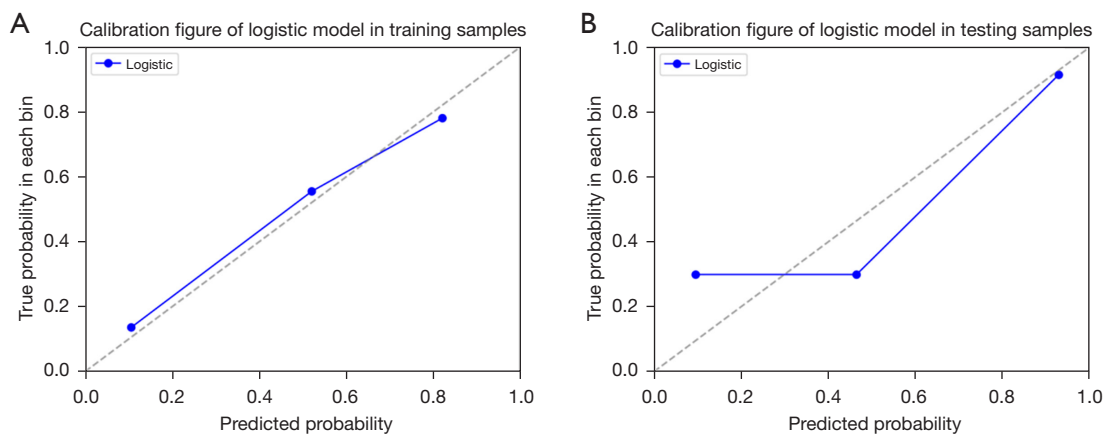 A
Calibration figure of logistic model in training samples
Logistic
True probability in each bin
1.0
0.8
0.6
0.4
0.2
0.0
0.0 0.2 0.4 0.6 0.8 1.0
Predicted probability
B
Calibration figure of logistic model in testing samples
Logistic
True probability in each bin
1.0
0.8
0.6
0.4
0.2
0.0
0.0 0.2 0.4 0.6 0.8 1.0
Predicted probability